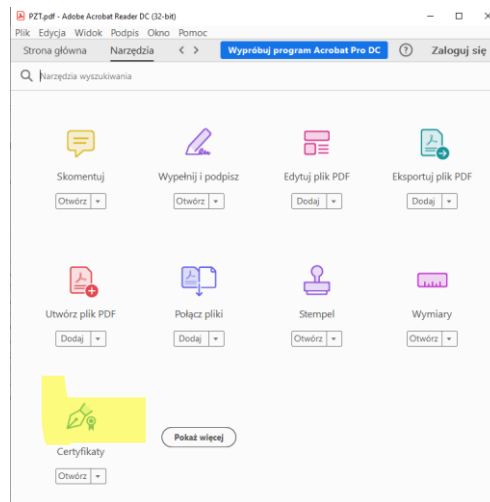 PZT.pdf - Adobe Acrobat Reader DC (32-bit)
Plik Edycja Widok Podpis Okno Pomoc
Strona główna Narzędzia Wypróbuj program Acrobat Pro DC ? Zaloguj się
Narzędzia wyszukiwania
Skomentuj Wypełnij i podpisz Edytuj plik PDF Eksportuj plik PDF
Otwórz Otwórz Dodaj Dodaj
Utwórz plik PDF Połącz pliki Stempel Wymiary
Dodaj Dodaj Otwórz Otwórz
Pokaż więcej
Certyfikaty
Otwórz